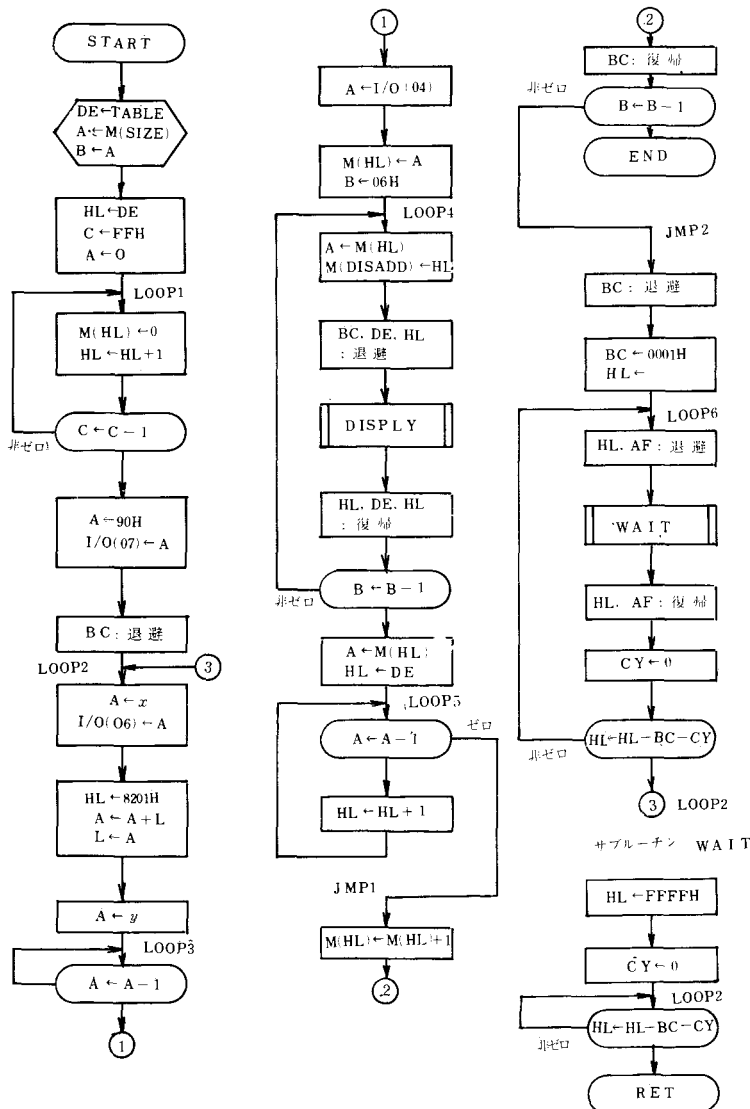 START
DE←TABLE
A←M(SIZE)
B←A
HL←DE
C←FFH
A←O
LOOP1
M(HL)←0
HL←HL+1
C←C-1
非ゼロ
A←90H
I/O(07)←A
BC:退避
LOOP2
3
A←x
I/O(O6)←A
HL←8201H
A←A+L
L←A
A←y
LOOP3
A←A-1
1
1
A←I/O(04)
M(HL)←A
B←06H
LOOP4
A←M(HL)
M(DISADD)←HL
BC, DE, HL
:退避
DISPLY
HL, DE, HL
:復帰
B←B-1
非ゼロ
A←M(HL)
HL←DE
LOOP5
A←A-1
ゼロ
HL←HL+1
JMP1
M(HL)←M(HL)+1
2
2
BC:復帰
非ゼロ
B←B-1
END
JMP2
BC:退避
BC←0001H
HL←
LOOP6
HL, AF:退避
WAIT
HL, AF:復帰
CY←0
HL←HL-BC-CY
非ゼロ
3 LOOP2
サブルーチン WAIT
HL←FFFFH
CY←0
LOOP2
HL←HL-BC-CY
非ゼロ
RET